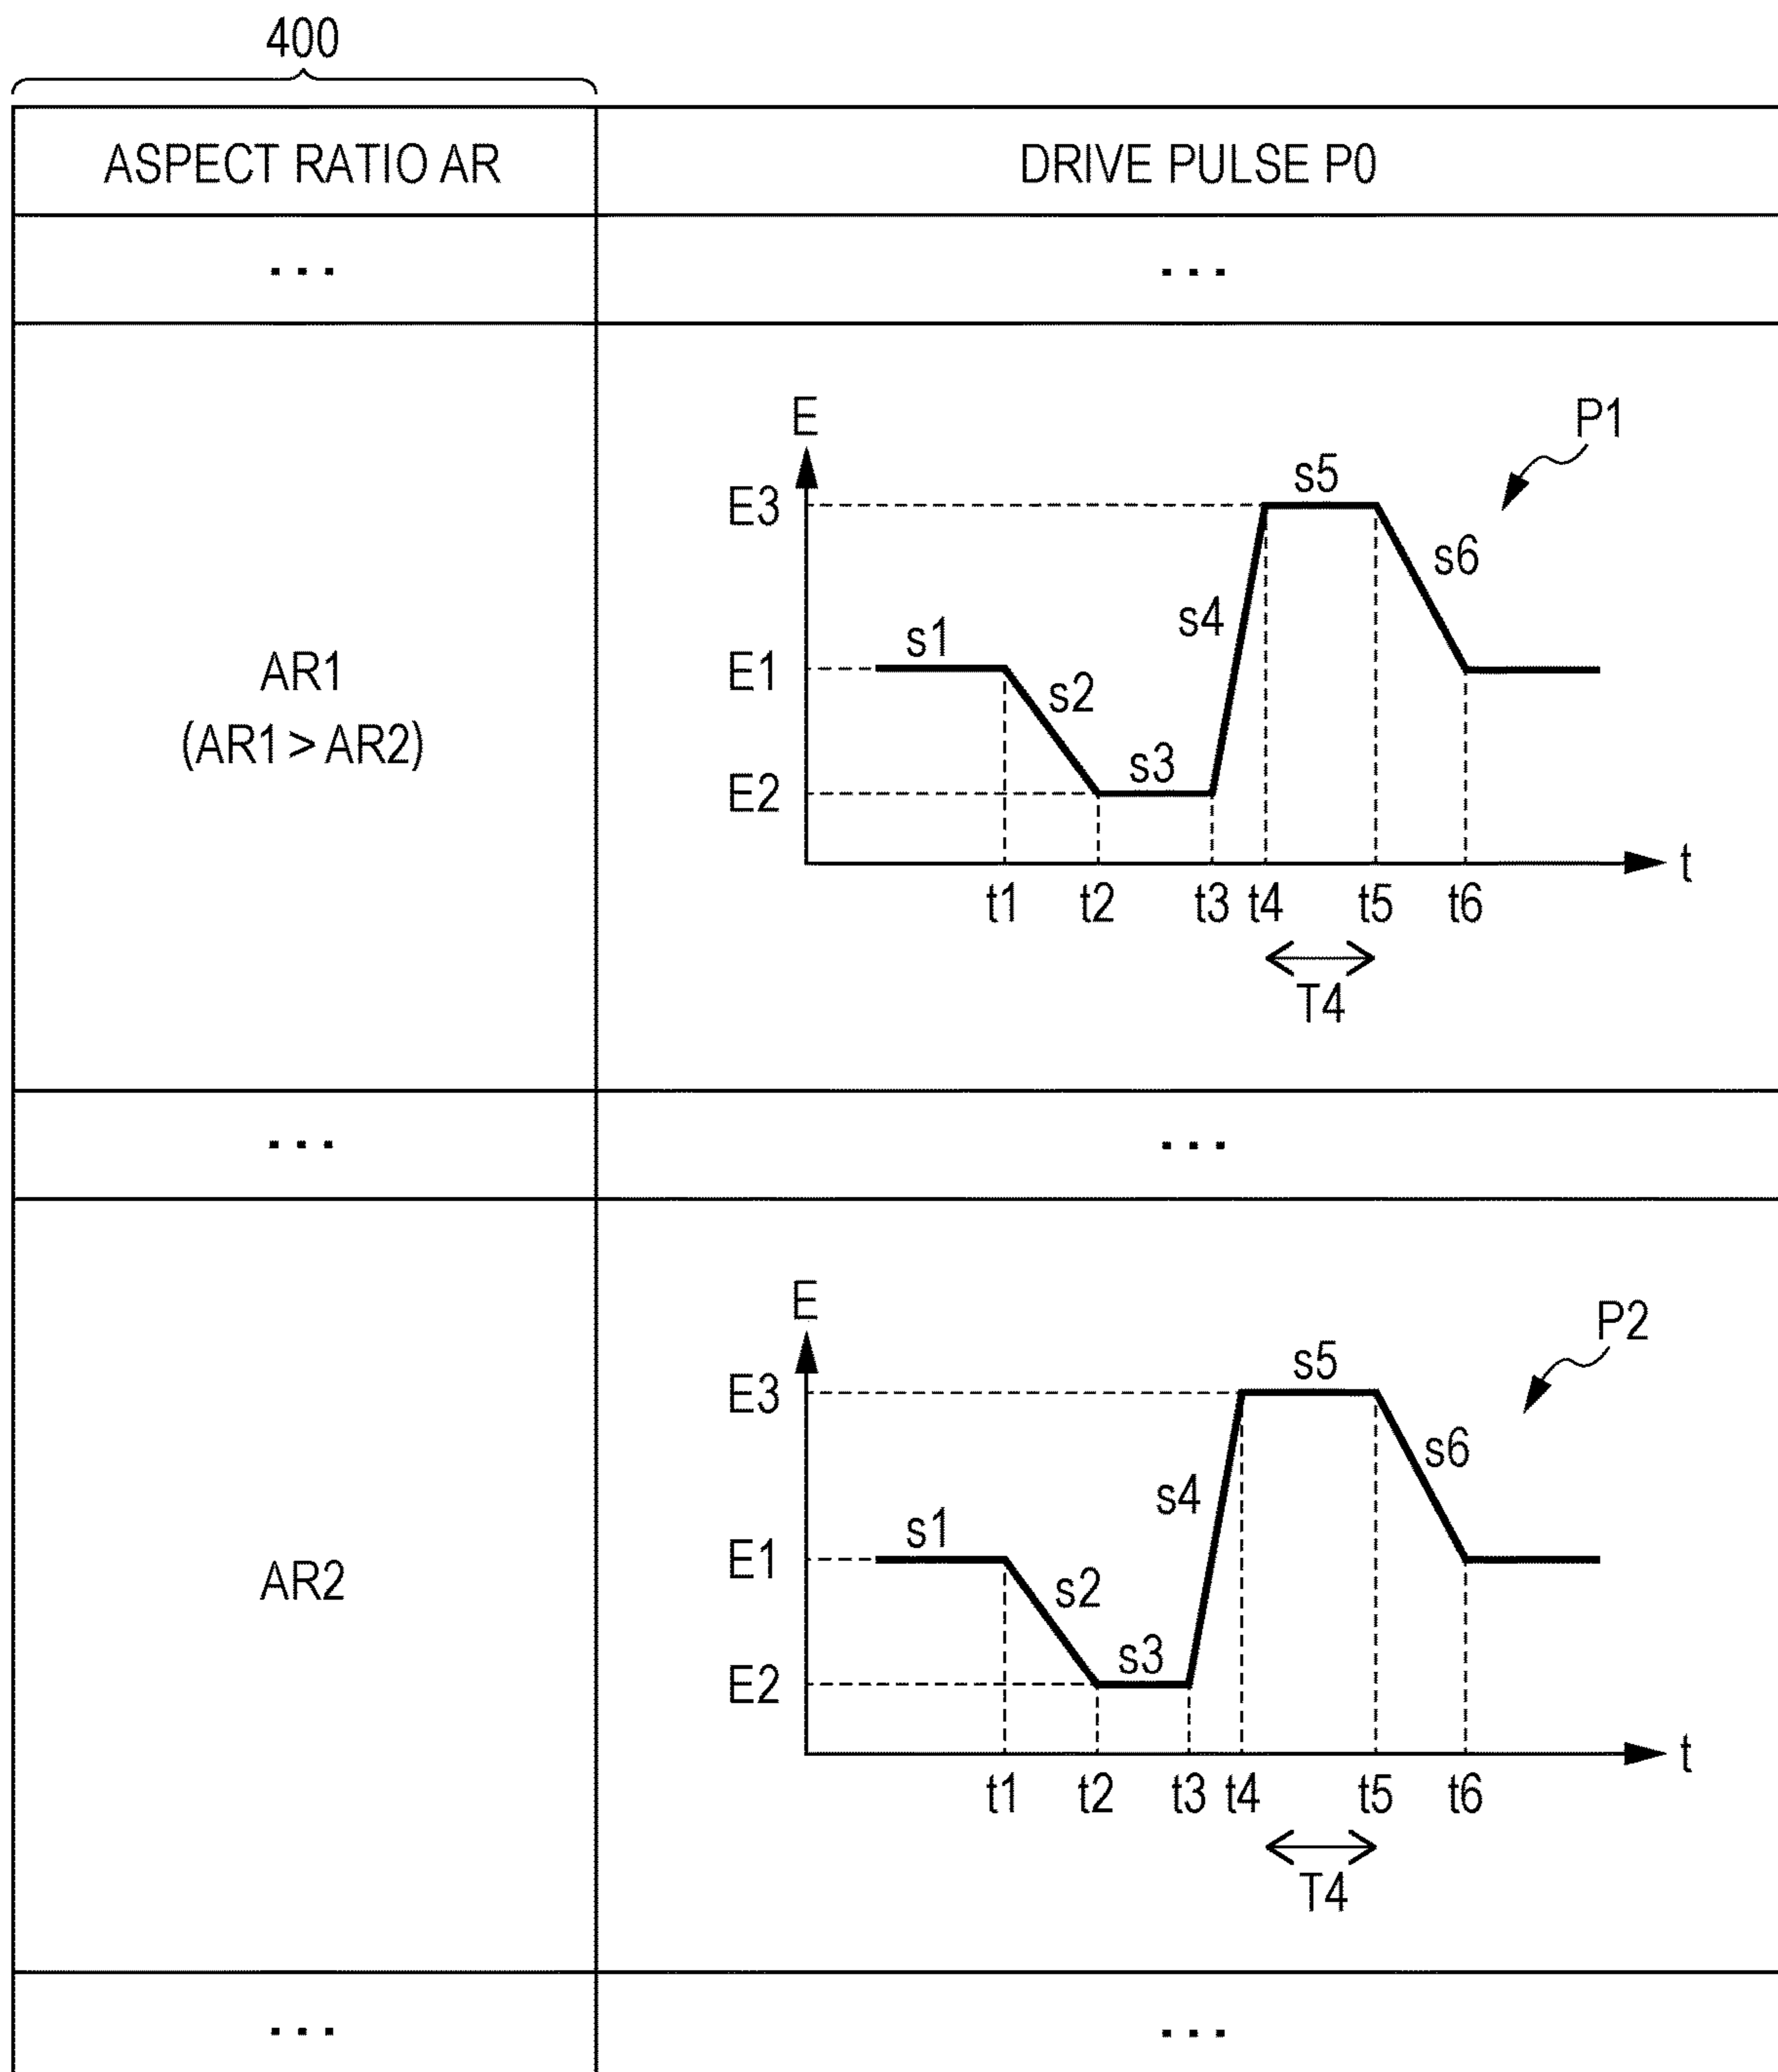 400
ASPECT RATIO AR
DRIVE PULSE P0
...
...
AR1
(AR1 > AR2)
E
P1
E3
s5
s6
s4
E1
s1
s2
E2
s3
t
t1 t2 t3 t4 t5 t6
T4
...
...
AR2
E
P2
E3
s5
s6
s4
E1
s1
s2
E2
s3
t
t1 t2 t3 t4 t5 t6
T4
...
...